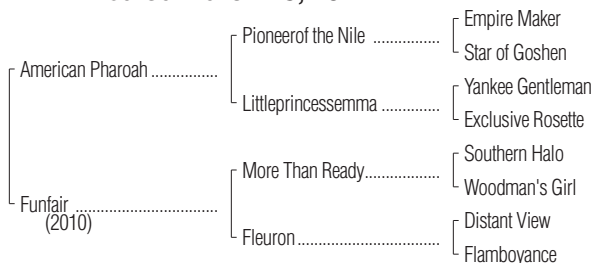 Empire Maker
Pioneerof the Nile ................
Star of Goshen
American Pharoah ................
Yankee Gentleman
Littleprincessemma ..............
Exclusive Rosette
Southern Halo
More Than Ready..................
Woodman's Girl
Funfair ..................................
(2010)
Distant View
Fleuron..................................
Flamboyance